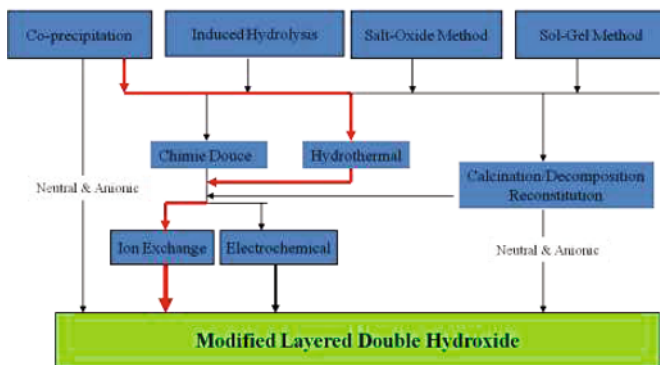 Co-precipitation
Induced Hydrolysis
Salt-Oxide Method
Sol-Gel Method
Chimie Douce
Hydrothermal
Calcination/Decomposition
Reconstitution
Neutral & Anionic
Ion Exchange
Electrochemical
Neutral & Anionic
Modified Layered Double Hydroxide